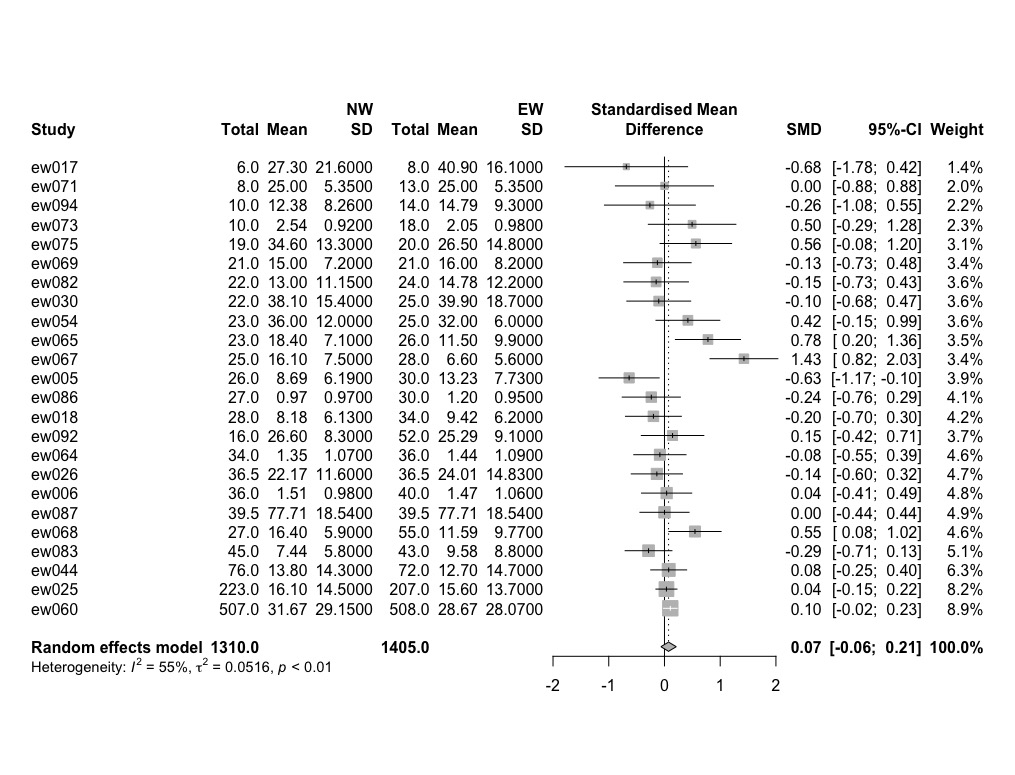 NW EW Standardised Mean
Study Total Mean SD Total Mean SD Difference SMD 95%-CI Weight
ew017 6.0 27.30 21.6000 8.0 40.90 16.1000 -0.68 [-1.78; 0.42] 1.4%
ew071 8.0 25.00 5.3500 13.0 25.00 5.3500 0.00 [-0.88; 0.88] 2.0%
ew094 10.0 12.38 8.2600 14.0 14.79 9.3000 -0.26 [-1.08; 0.55] 2.2%
ew073 10.0 2.54 0.9200 18.0 2.05 0.9800 0.50 [-0.29; 1.28] 2.3%
ew075 19.0 34.60 13.3000 20.0 26.50 14.8000 0.56 [-0.08; 1.20] 3.1%
ew069 21.0 15.00 7.2000 21.0 16.00 8.2000 -0.13 [-0.73; 0.48] 3.4%
ew082 22.0 13.00 11.1500 24.0 14.78 12.2000 -0.15 [-0.73; 0.43] 3.6%
ew030 22.0 38.10 15.4000 25.0 39.90 18.7000 -0.10 [-0.68; 0.47] 3.6%
ew054 23.0 36.00 12.0000 25.0 32.00 6.0000 0.42 [-0.15; 0.99] 3.6%
ew065 23.0 18.40 7.1000 26.0 11.50 9.9000 0.78 [ 0.20; 1.36] 3.5%
ew067 25.0 16.10 7.5000 28.0 6.60 5.6000 1.43 [ 0.82; 2.03] 3.4%
ew005 26.0 8.69 6.1900 30.0 13.23 7.7300 -0.63 [-1.17; -0.10] 3.9%
ew086 27.0 0.97 0.9700 30.0 1.20 0.9500 -0.24 [-0.76; 0.29] 4.1%
ew018 28.0 8.18 6.1300 34.0 9.42 6.2000 -0.20 [-0.70; 0.30] 4.2%
ew092 16.0 26.60 8.3000 52.0 25.29 9.1000 0.15 [-0.42; 0.71] 3.7%
ew064 34.0 1.35 1.0700 36.0 1.44 1.0900 -0.08 [-0.55; 0.39] 4.6%
ew026 36.5 22.17 11.6000 36.5 24.01 14.8300 -0.14 [-0.60; 0.32] 4.7%
ew006 36.0 1.51 0.9800 40.0 1.47 1.0600 0.04 [-0.41; 0.49] 4.8%
ew087 39.5 77.71 18.5400 39.5 77.71 18.5400 0.00 [-0.44; 0.44] 4.9%
ew068 27.0 16.40 5.9000 55.0 11.59 9.7700 0.55 [ 0.08; 1.02] 4.6%
ew083 45.0 7.44 5.8000 43.0 9.58 8.8000 -0.29 [-0.71; 0.13] 5.1%
ew044 76.0 13.80 14.3000 72.0 12.70 14.7000 0.08 [-0.25; 0.40] 6.3%
ew025 223.0 16.10 14.5000 207.0 15.60 13.7000 0.04 [-0.15; 0.22] 8.2%
ew060 507.0 31.67 29.1500 508.0 28.67 28.0700 0.10 [-0.02; 0.23] 8.9%
Random effects model 1310.0 1405.0 0.07 [-0.06; 0.21] 100.0%
Heterogeneity: I² = 55%, τ² = 0.0516, p < 0.01
-2 -1 0 1 2